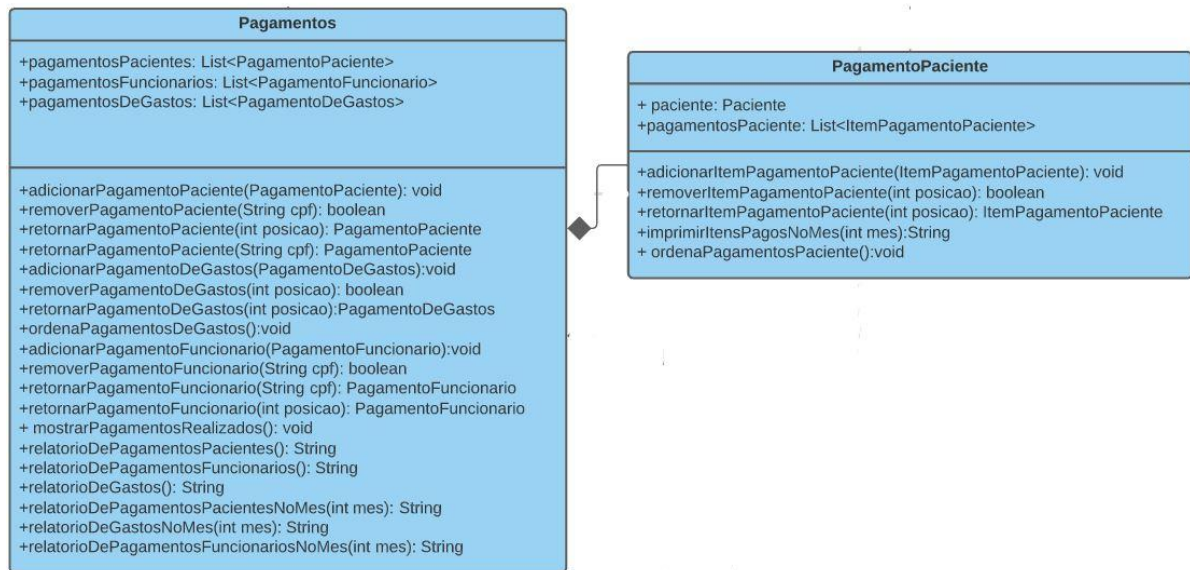 Pagamentos
+pagamentosPacientes: List<PagamentoPaciente>
+pagamentosFuncionarios: List<PagamentoFuncionario>
+pagamentosDeGastos: List<PagamentoDeGastos>
+adicionarPagamentoPaciente(PagamentoPaciente): void
+removerPagamentoPaciente(String cpf): boolean
+retornarPagamentoPaciente(int posicao): PagamentoPaciente
+retornarPagamentoPaciente(String cpf): PagamentoPaciente
+adicionarPagamentoDeGastos(PagamentoDeGastos):void
+removerPagamentoDeGastos(int posicao): boolean
+retornarPagamentoDeGastos(int posicao):PagamentoDeGastos
+ordenaPagamentosDeGastos():void
+adicionarPagamentoFuncionario(PagamentoFuncionario):void
+removerPagamentoFuncionario(String cpf): boolean
+retornarPagamentoFuncionario(String cpf): PagamentoFuncionario
+retornarPagamentoFuncionario(int posicao): PagamentoFuncionario
+ mostrarPagamentosRealizados(): void
+relatorioDePagamentosPacientes(): String
+relatorioDePagamentosFuncionarios(): String
+relatorioDeGastos(): String
+relatorioDePagamentosPacientesNoMes(int mes): String
+relatorioDeGastosNoMes(int mes): String
+relatorioDePagamentosFuncionariosNoMes(int mes): String
PagamentoPaciente
+ paciente: Paciente
+pagamentosPaciente: List<ItemPagamentoPaciente>
+adicionarItemPagamentoPaciente(ItemPagamentoPaciente): void
+removerItemPagamentoPaciente(int posicao): boolean
+retornarItemPagamentoPaciente(int posicao): ItemPagamentoPaciente
+imprimirItensPagosNoMes(int mes):String
+ ordenaPagamentosPaciente():void